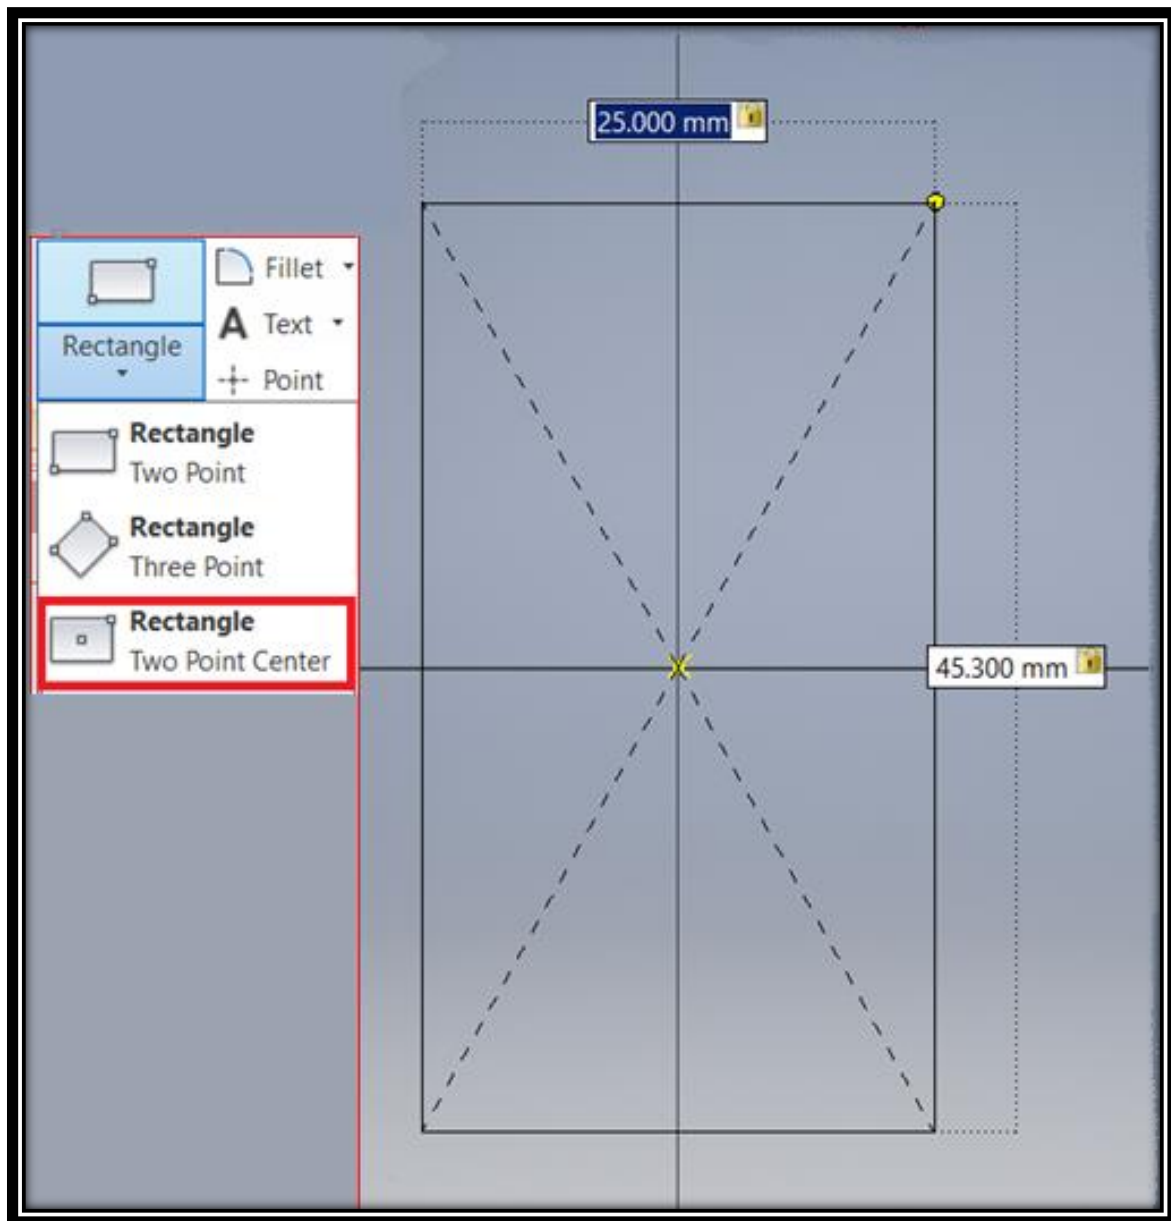 25.000 mm
Fillet
Text
Rectangle
Point
Rectangle
Two Point
Rectangle
Three Point
Rectangle
Two Point Center
45.300 mm